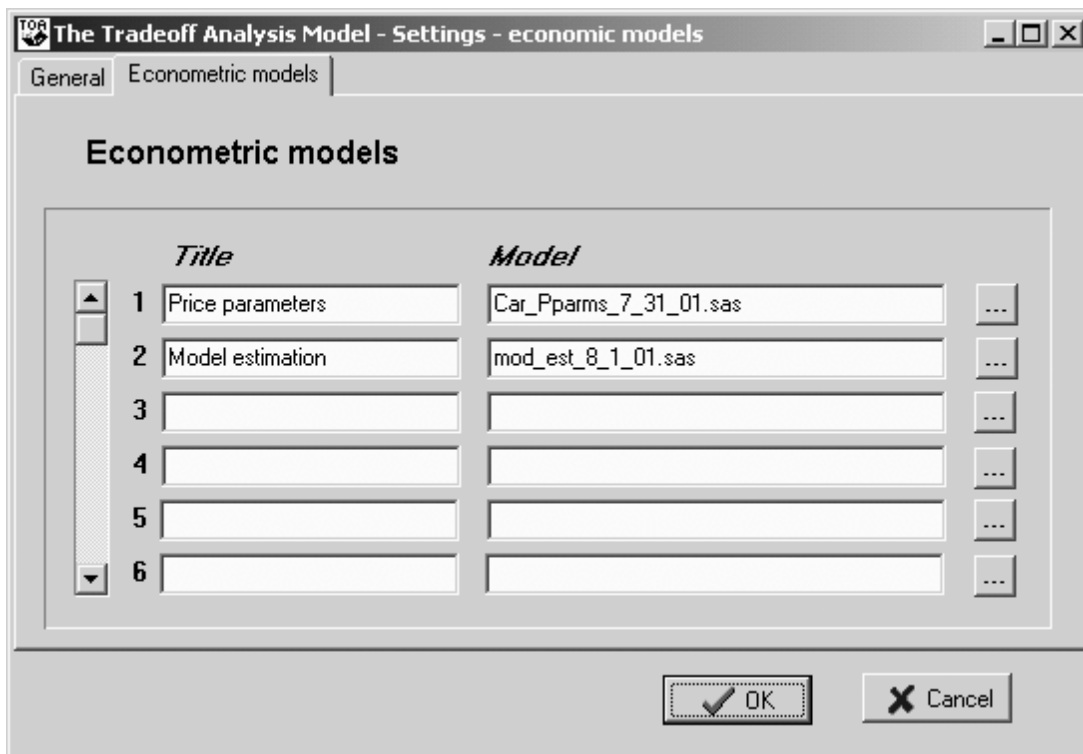 TOA The Tradeoff Analysis Model - Settings - economic models
General Econometric models
Econometric models
Title Model
1 Price parameters Car_Pparms_7_31_01.sas ...
2 Model estimation mod_est_8_1_01.sas ...
3 ...
4 ...
5 ...
6 ...
OK Cancel